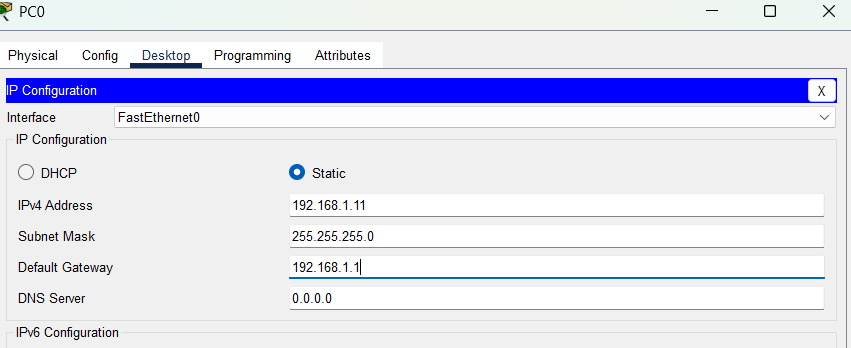 PC0
Physical Config Desktop Programming Attributes
IP Configuration X
Interface FastEthernet0
IP Configuration
DHCP Static
IPv4 Address 192.168.1.11
Subnet Mask 255.255.255.0
Default Gateway 192.168.1.1
DNS Server 0.0.0.0
IPv6 Configuration